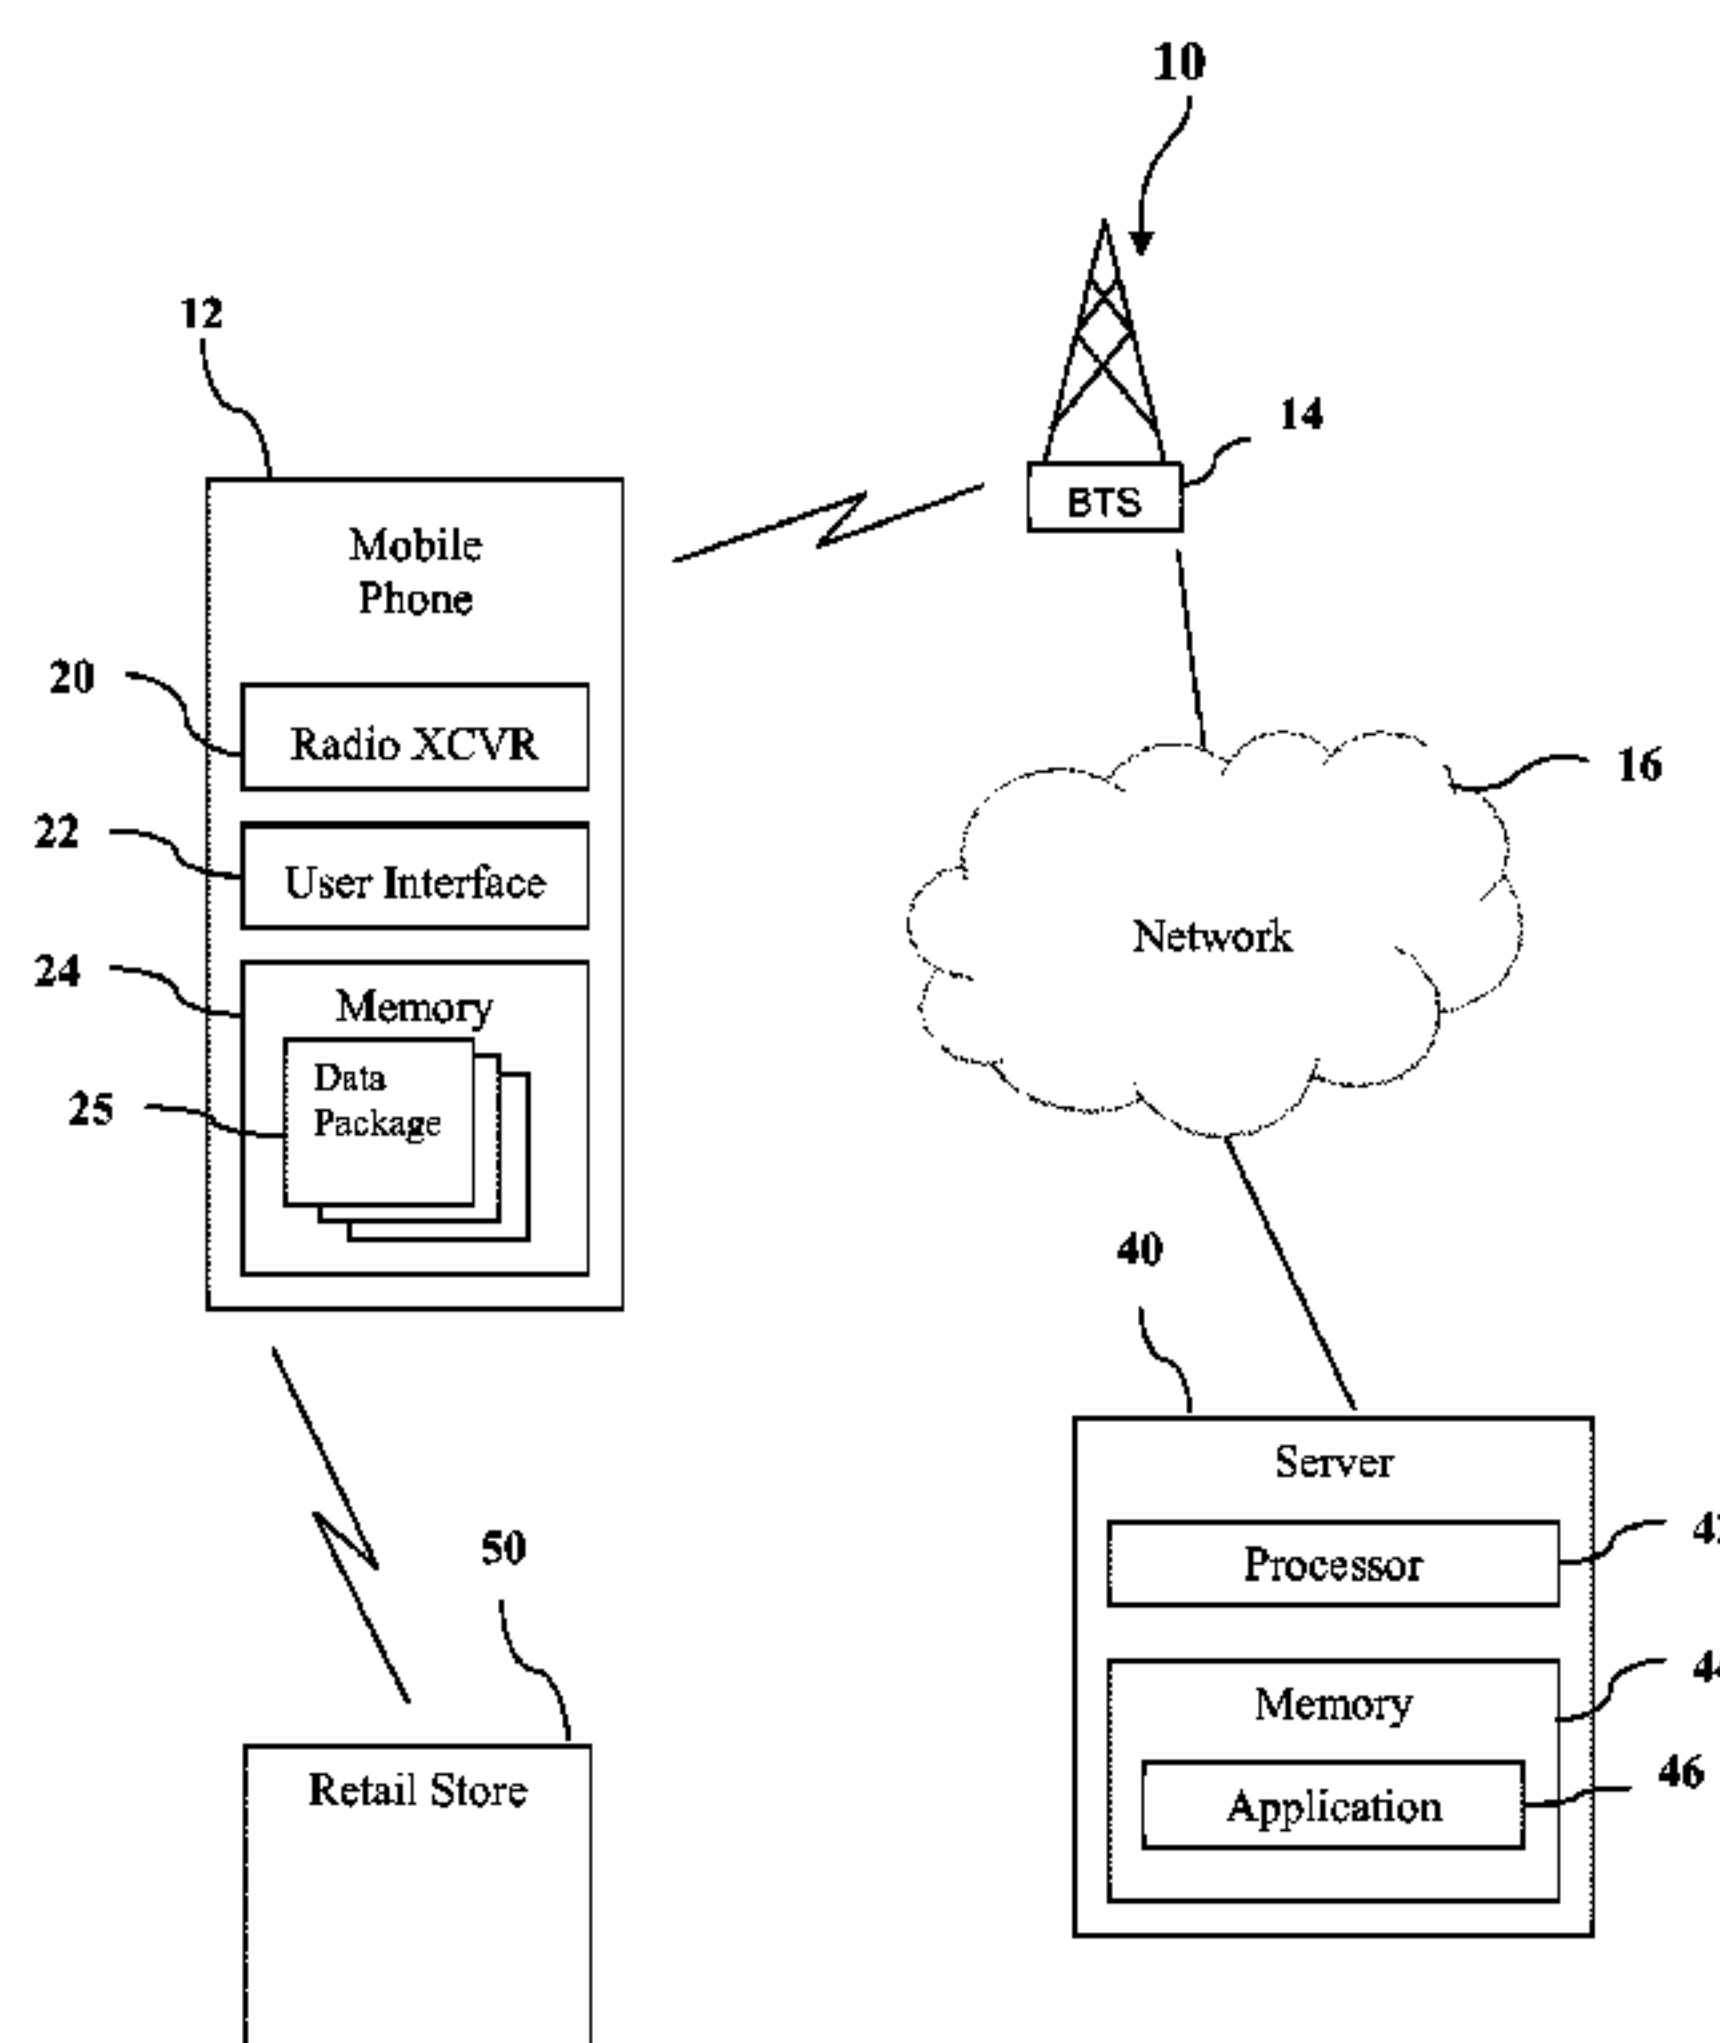 10
12
14
BTS
Mobile
Phone
20
Radio XCVR
16
22
User Interface
Network
24
Memory
Data
Package
25
40
Server
50
Processor
Memory
Retail Store
46
Application